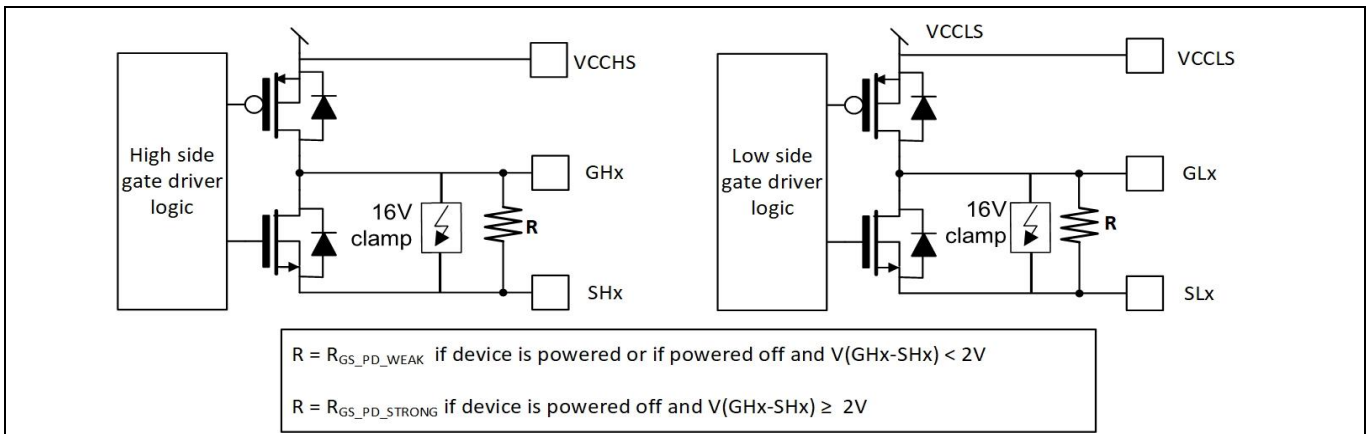 VCCHS
High side
gate driver
logic
GHx
16V
clamp
R
SHx
VCCLS
VCCLS
Low side
gate driver
logic
GLx
16V
clamp
R
SLx
R = RGS_PD_WEAK if device is powered or if powered off and V(GHx-SHx) < 2V
R = RGS_PD_STRONG if device is powered off and V(GHx-SHx) ≥ 2V